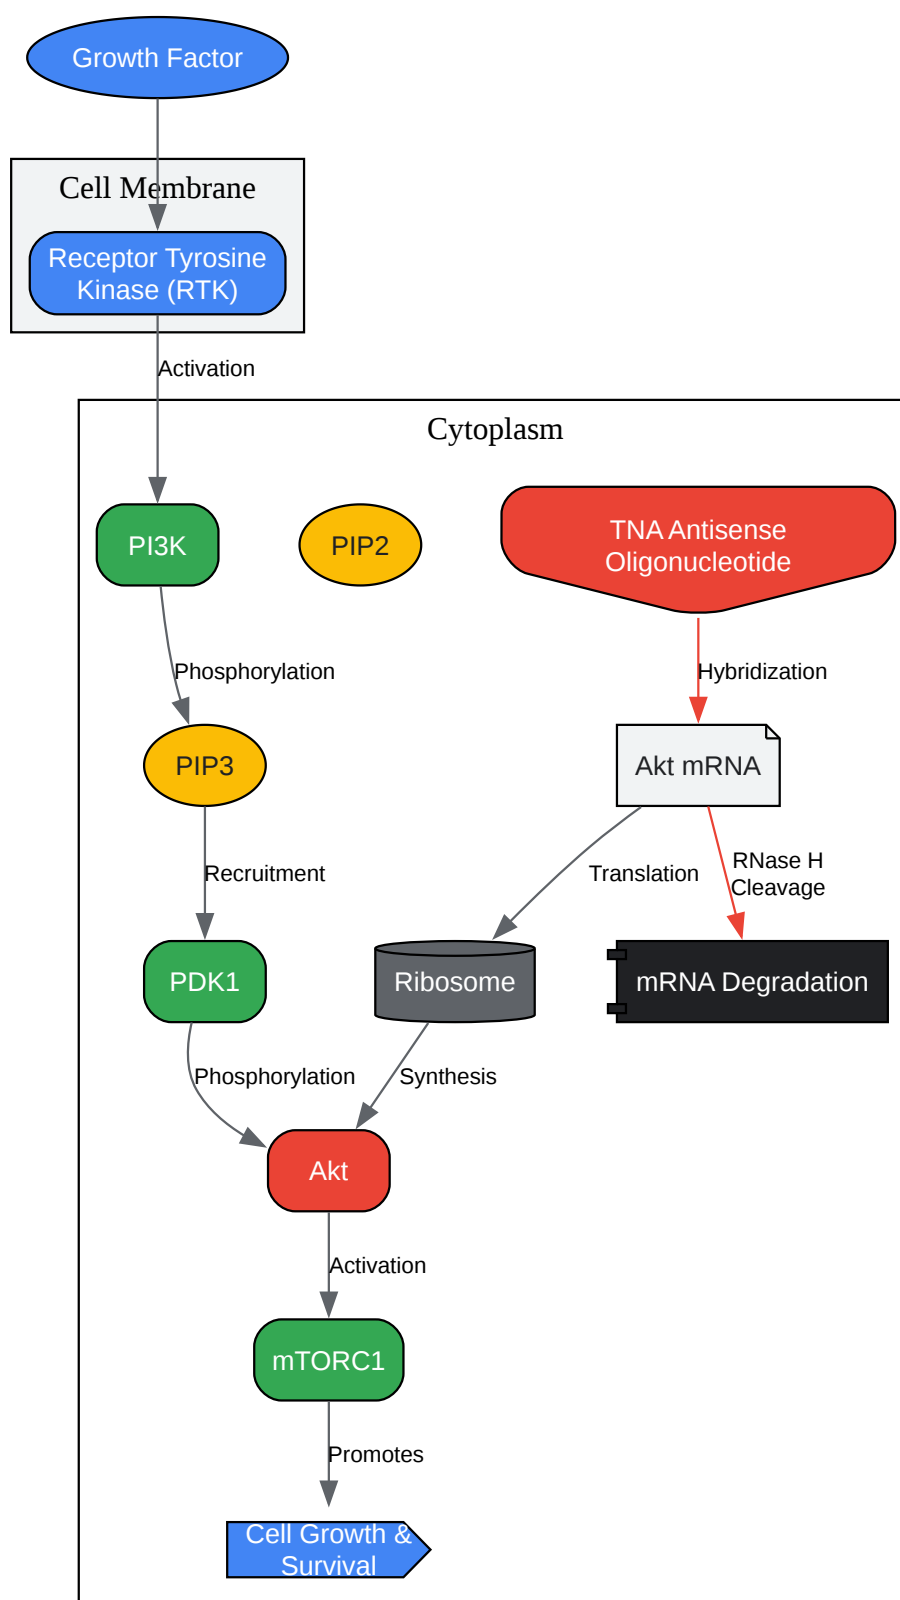 Growth Factor
Cell Membrane
Receptor Tyrosine
Kinase (RTK)
Activation
Cytoplasm
PI3K
PIP2
TNA Antisense
Oligonucleotide
Phosphorylation
Hybridization
PIP3
Akt mRNA
Recruitment
Translation
RNase H
Cleavage
PDK1
Ribosome
mRNA Degradation
Phosphorylation
Synthesis
Akt
Activation
mTORC1
Promotes
Cell Growth &
Survival